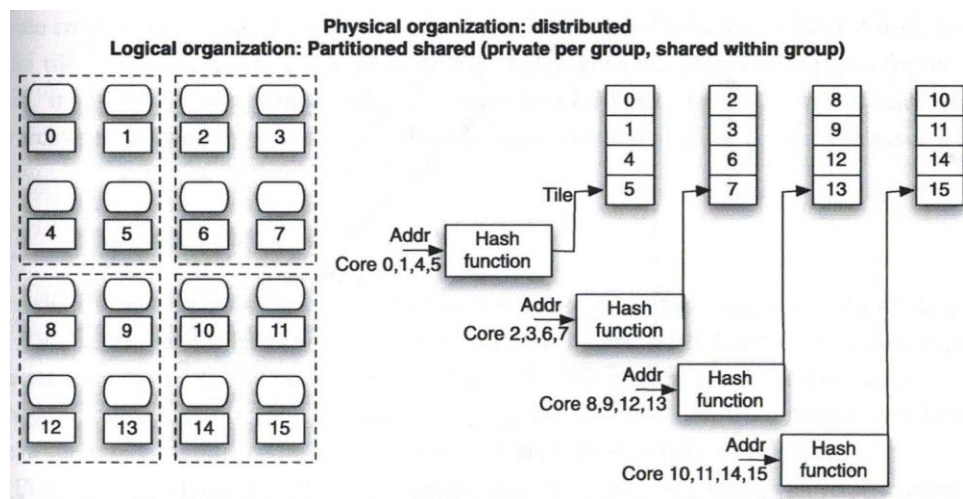 Physical organization: distributed
Logical organization: Partitioned shared (private per group, shared within group)
0 1 2 3
4 5 6 7
8 9 10 11
12 13 14 15
0 2 8 10
1 3 9 11
4 6 12 14
5 7 13 15
Tile
Addr
Core 0,1,4,5
Hash
function
Addr
Core 2,3,6,7
Hash
function
Addr
Core 8,9,12,13
Hash
function
Addr
Core 10,11,14,15
Hash
function